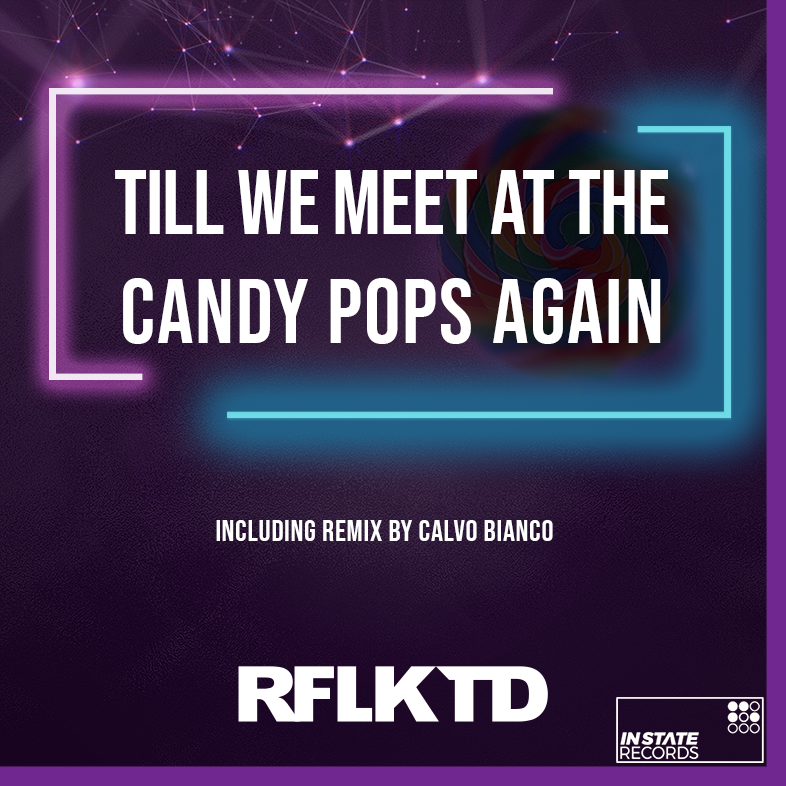 TILL WE MEET AT THE
CANDY POPS AGAIN
INCLUDING REMIX BY CALVO BIANCO
RFLKTD
IN STATE
RECORDS